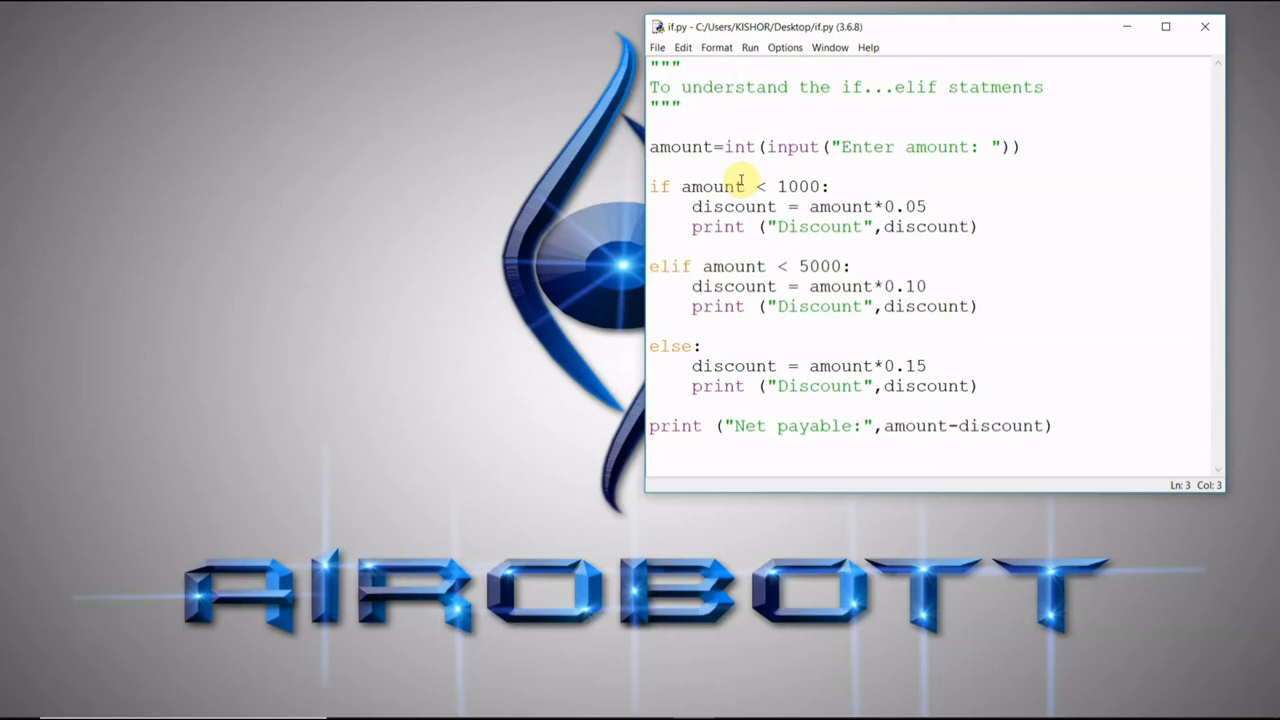 if.py - C:/Users/KISHOR/Desktop/if.py (3.6.8)
File Edit Format Run Options Window Help
"""
To understand the if...elif statments
"""
amount=int(input("Enter amount: "))
if amount < 1000:
    discount = amount*0.05
    print ("Discount",discount)
elif amount < 5000:
    discount = amount*0.10
    print ("Discount",discount)
else:
    discount = amount*0.15
    print ("Discount",discount)
print ("Net payable:",amount-discount)
Ln: 3 Col: 3
AIROBOTT